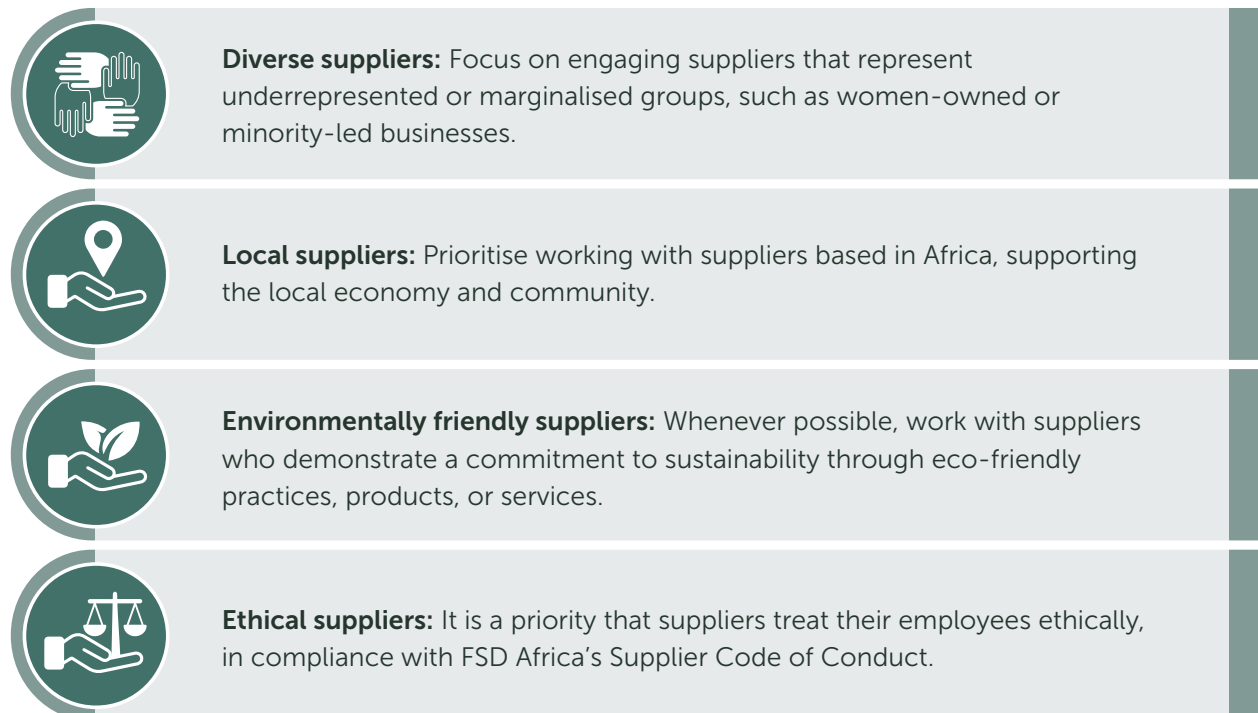 Diverse suppliers: Focus on engaging suppliers that represent
underrepresented or marginalised groups, such as women-owned or
minority-led businesses.
Local suppliers: Prioritise working with suppliers based in Africa, supporting
the local economy and community.
Environmentally friendly suppliers: Whenever possible, work with suppliers
who demonstrate a commitment to sustainability through eco-friendly
practices, products, or services.
Ethical suppliers: It is a priority that suppliers treat their employees ethically,
in compliance with FSD Africa’s Supplier Code of Conduct.